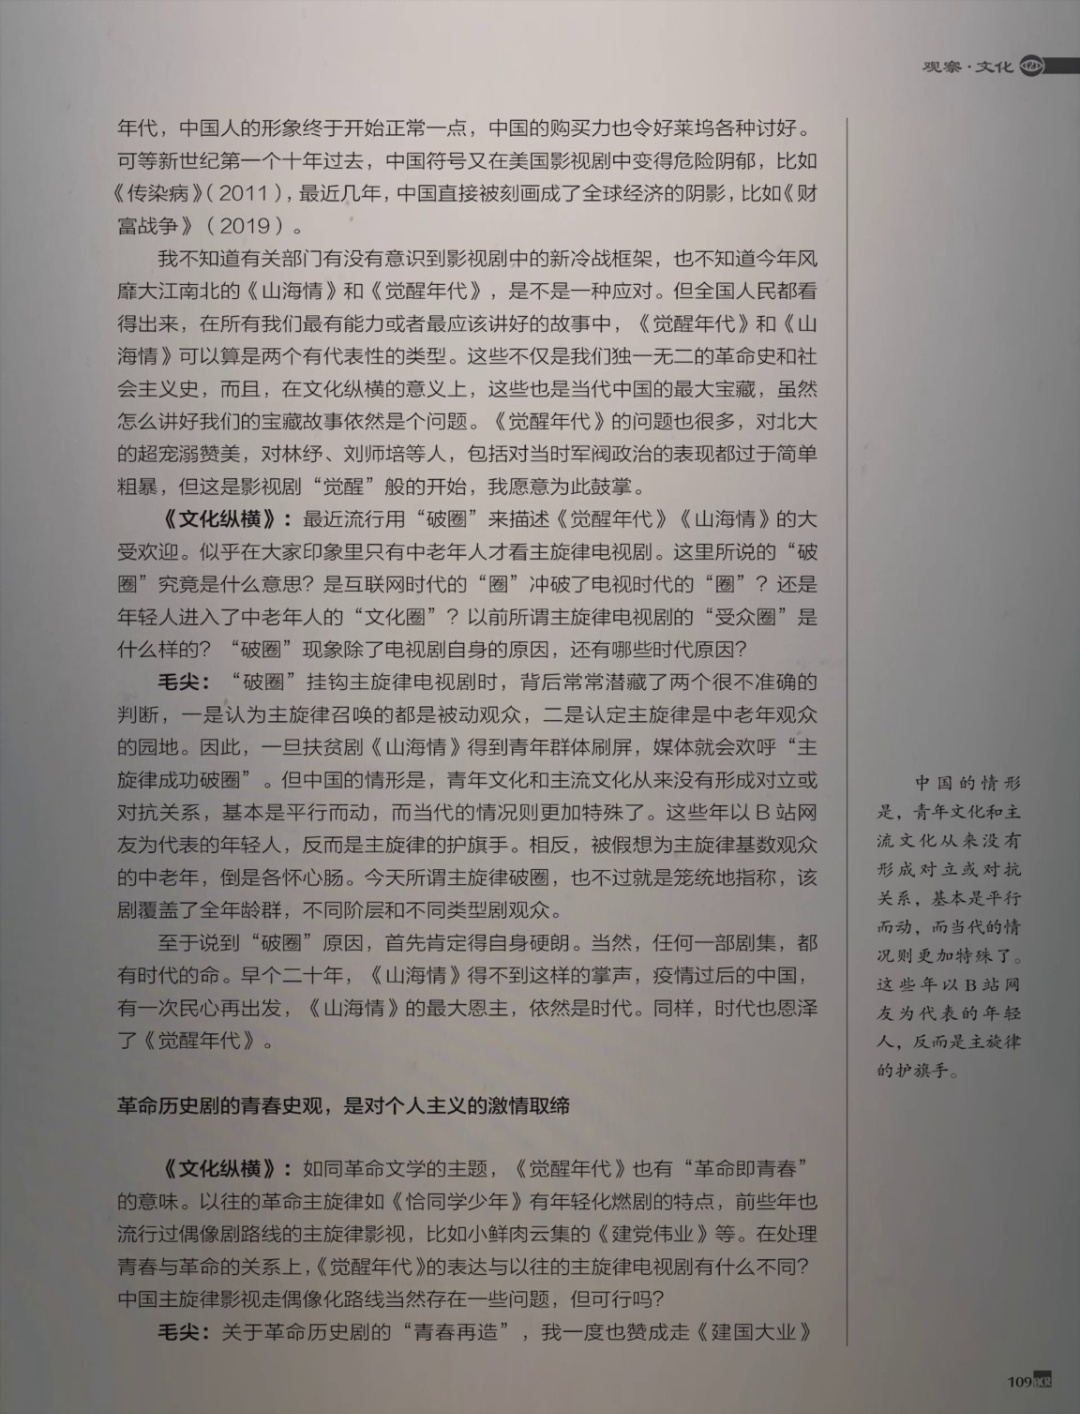 观察·文化
年代，中国人的形象终于开始正常一点，中国的购买力也令好莱坞各种讨好。
可等新世纪第一个十年过去，中国符号又在美国影视剧中变得危险阴郁，比如
《传染病》（2011），最近几年，中国直接被刻画成了全球经济的阴影，比如《财
富战争》（2019）。
我不知道有关部门有没有意识到影视剧中的新冷战框架，也不知道今年风
靡大江南北的《山海情》和《觉醒年代》，是不是一种应对。但全国人民都看
得出来，在所有我们最有能力或者最应该讲好的故事中，《觉醒年代》和《山
海情》可以算是两个有代表性的类型。这些不仅是我们独一无二的革命史和社
会主义史，而且，在文化纵横的意义上，这些也是当代中国的最大宝藏，虽然
怎么讲好我们的宝藏故事依然是个问题。《觉醒年代》的问题也很多，对北大
的超宠溺赞美，对林纾、刘师培等人，包括对当时军阀政治的表现都过于简单
粗暴，但这是影视剧“觉醒”般的开始，我愿意为此鼓掌。
《文化纵横》：最近流行用“破圈”来描述《觉醒年代》《山海情》的大
受欢迎。似乎在大家印象里只有中老年人才看主旋律电视剧。这里所说的“破
圈”究竟是什么意思？是互联网时代的“圈”冲破了电视时代的“圈”？还是
年轻人进入了中老年人的“文化圈”？以前所谓主旋律电视剧的“受众圈”是
什么样的？“破圈”现象除了电视剧自身的原因，还有哪些时代原因？
毛尖：“破圈”挂钩主旋律电视剧时，背后常常潜藏了两个很不准确的
判断，一是认为主旋律召唤的都是被动观众，二是认定主旋律是中老年观众
的园地。因此，一旦扶贫剧《山海情》得到青年群体刷屏，媒体就会欢呼“主
旋律成功破圈”。但中国的情形是，青年文化和主流文化从来没有形成对立或
对抗关系，基本是平行而动，而当代的情况则更加特殊了。这些年以B站网
友为代表的年轻人，反而是主旋律的护旗手。相反，被假想为主旋律基数观众
的中老年，倒是各怀心肠。今天所谓主旋律破圈，也不过就是笼统地指称，该
剧覆盖了全年龄群，不同阶层和不同类型剧观众。
至于说到“破圈”原因，首先肯定得自身硬朗。当然，任何一部剧集，都
有时代的命。早个二十年，《山海情》得不到这样的掌声，疫情过后的中国，
有一次民心再出发，《山海情》的最大恩主，依然是时代。同样，时代也恩泽
了《觉醒年代》。
革命历史剧的青春史观，是对个人主义的激情取缔
《文化纵横》：如同革命文学的主题，《觉醒年代》也有“革命即青春”
的意味。以往的革命主旋律如《恰同学少年》有年轻化燃剧的特点，前些年也
流行过偶像剧路线的主旋律影视，比如小鲜肉云集的《建党伟业》等。在处理
青春与革命的关系上，《觉醒年代》的表达与以往的主旋律电视剧有什么不同？
中国主旋律影视走偶像化路线当然存在一些问题，但可行吗？
毛尖：关于革命历史剧的“青春再造”，我一度也赞成走《建国大业》
中国的情形
是，青年文化和主
流文化从来没有
形成对立或对抗
关系，基本是平行
而动，而当代的情
况则更加特殊了。
这些年以B站网
友为代表的年轻
人，反而是主旋律
的护旗手。
109